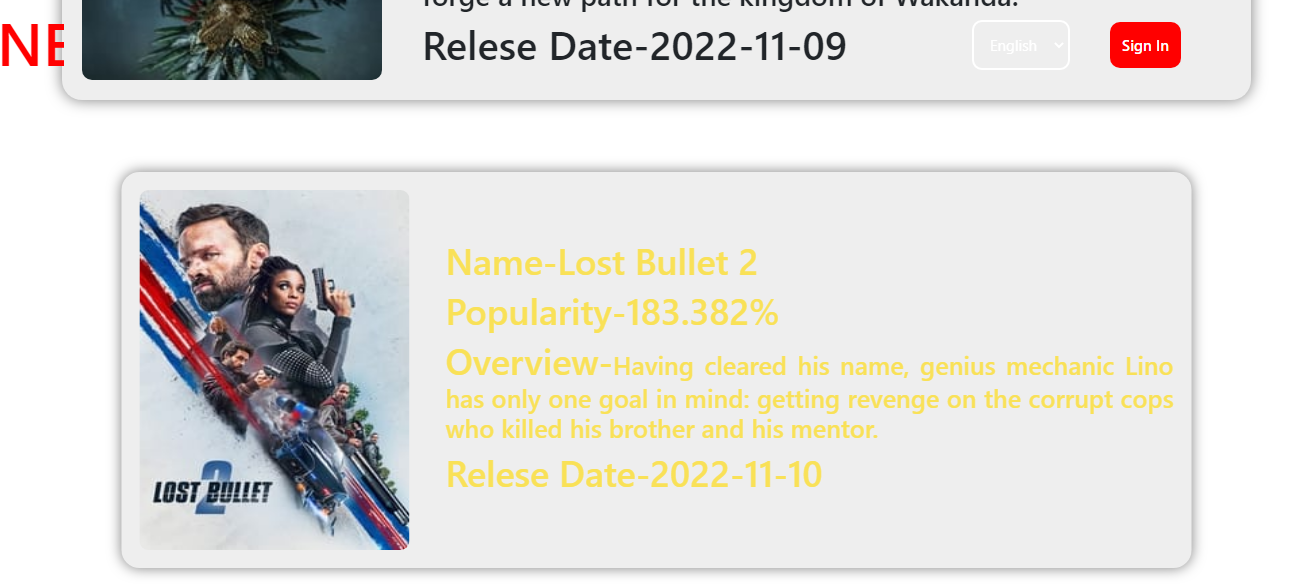 forge a new path for the kingdom of Wakanda.
NE
Relese Date-2022-11-09
English
Sign In
Name-Lost Bullet 2
Popularity-183.382%
Overview-Having cleared his name, genius mechanic Lino
has only one goal in mind: getting revenge on the corrupt cops
who killed his brother and his mentor.
Relese Date-2022-11-10
LOST BULLET
2